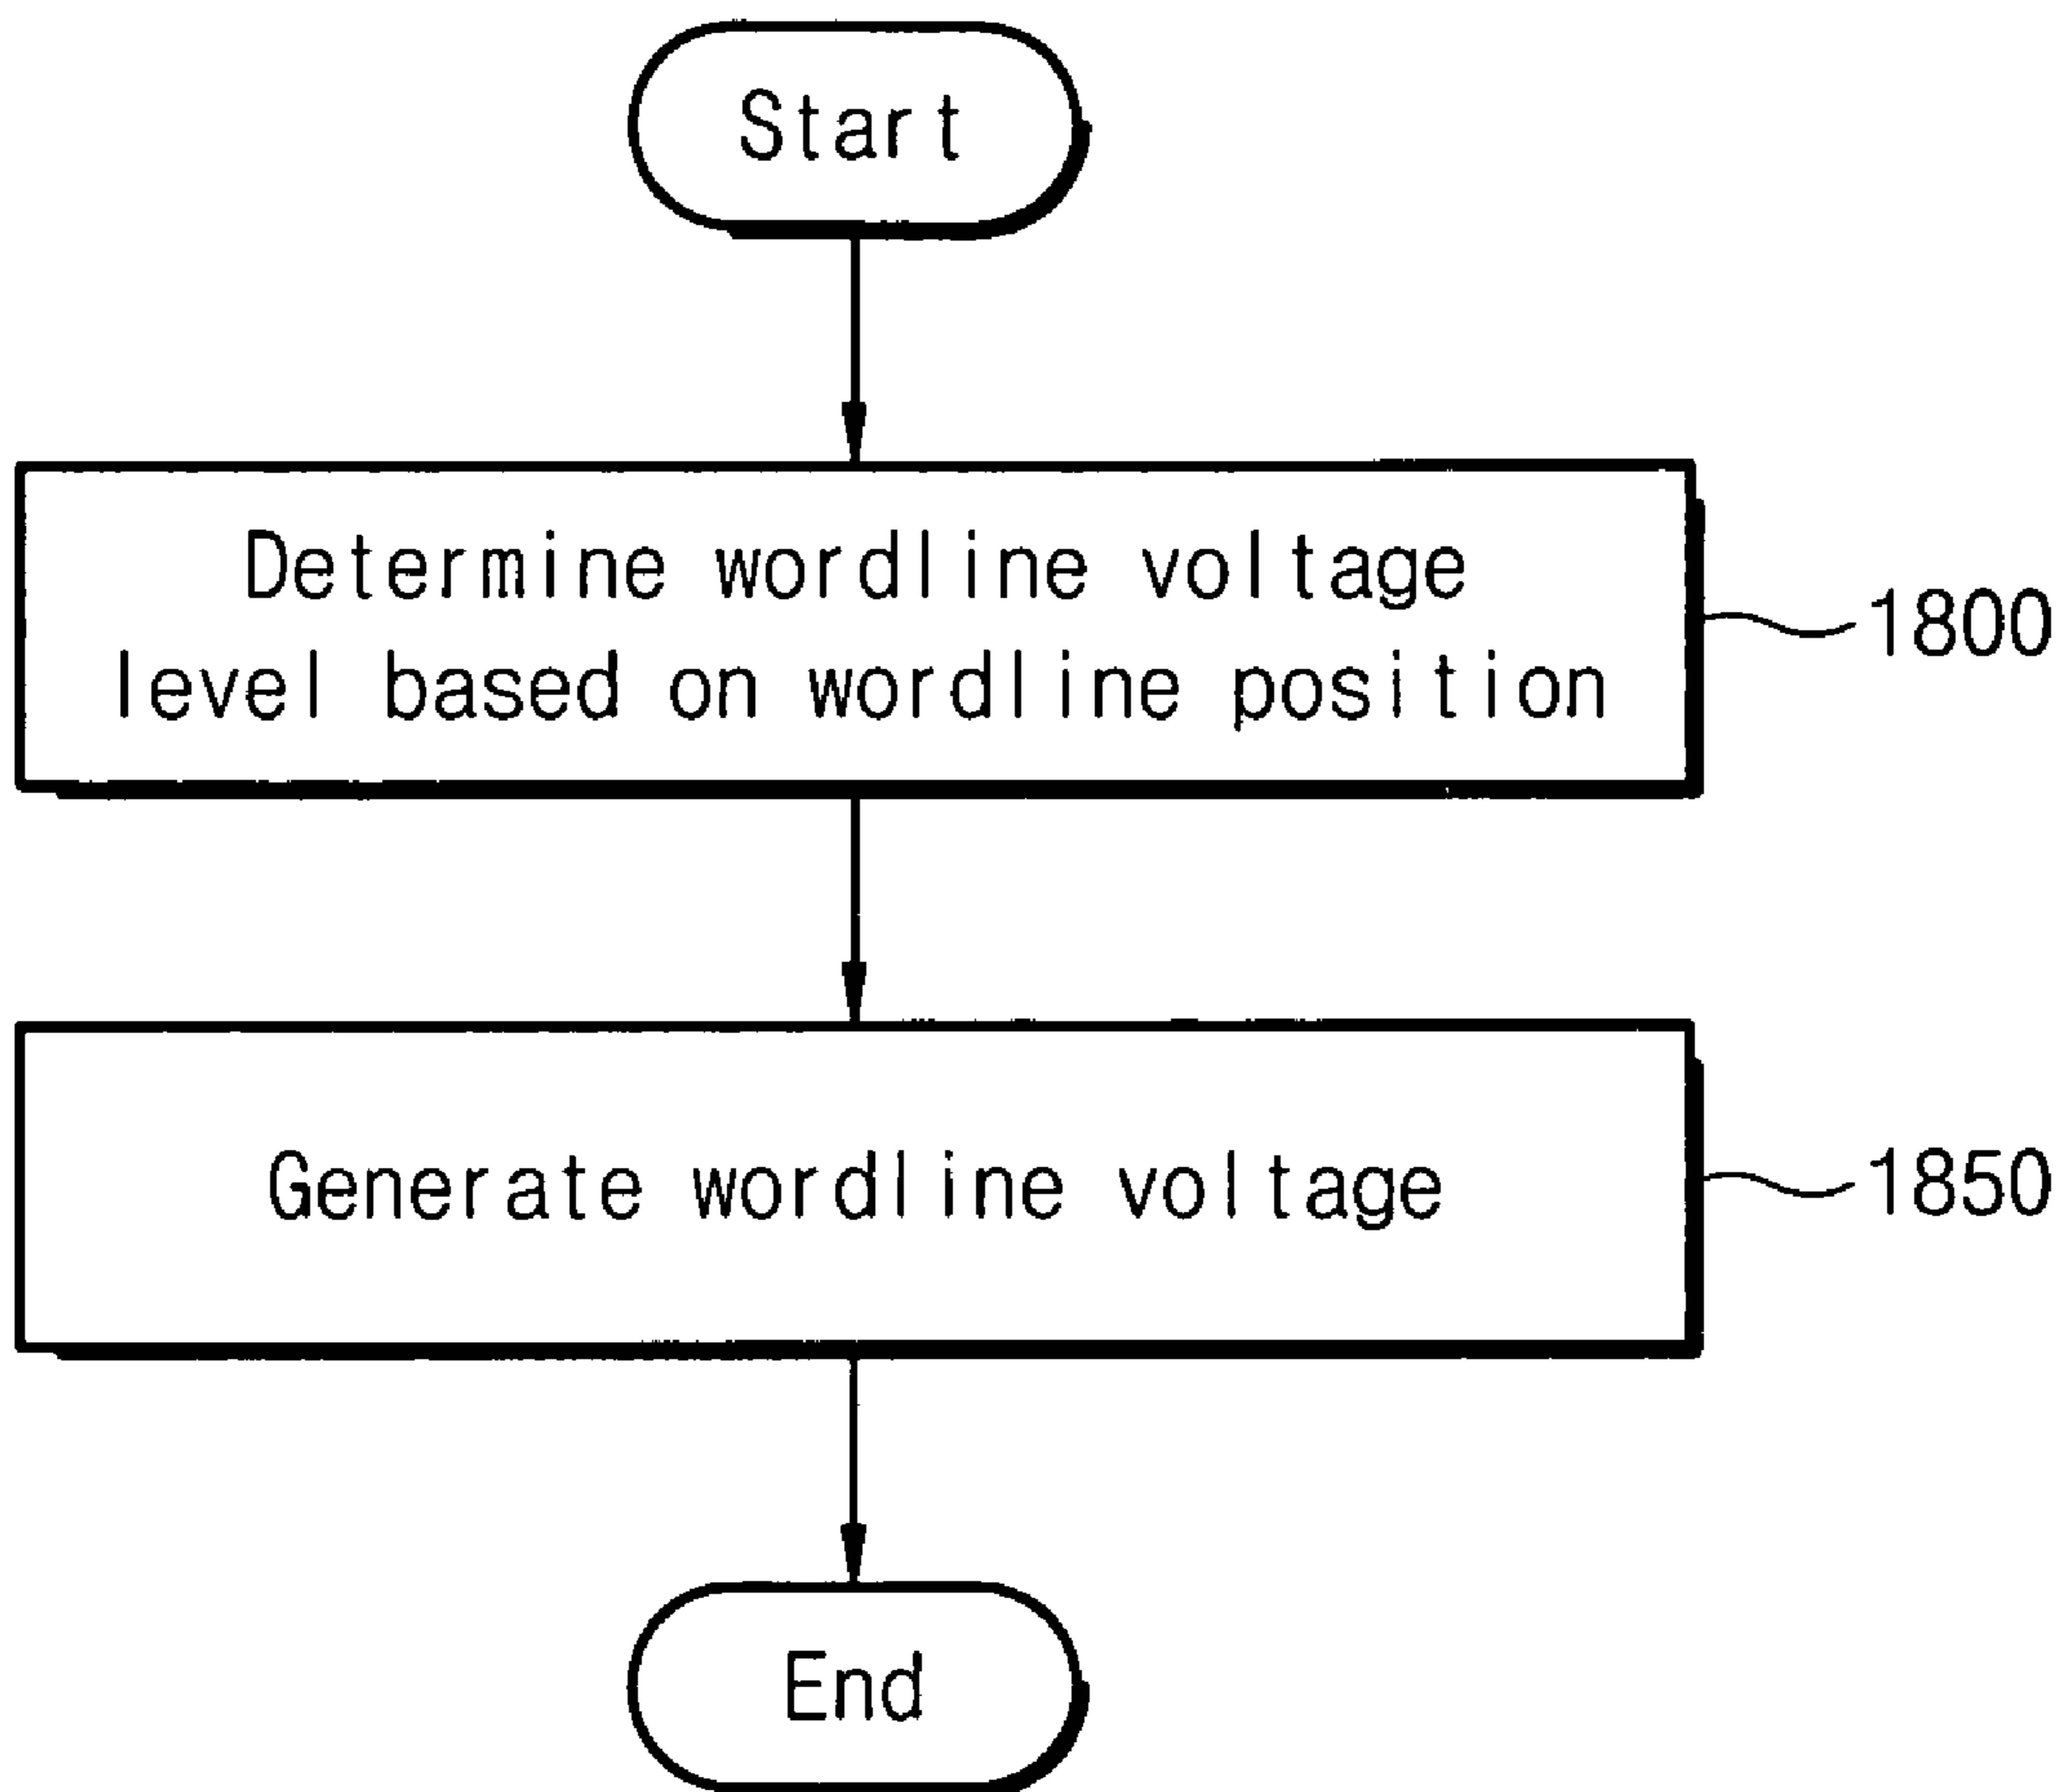 Start
Determine wordline voltage
level based on wordline position
1800
Generate wordline voltage
1850
End